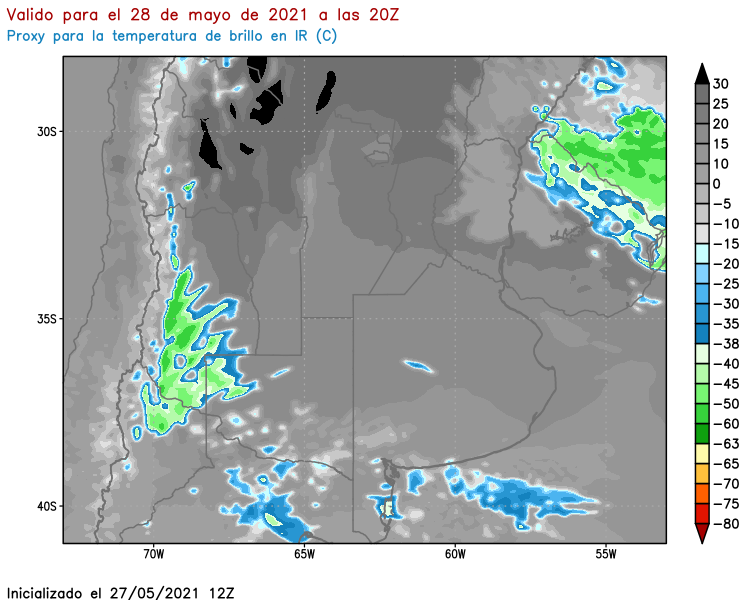 Valido para el 28 de mayo de 2021 a las 20Z
Proxy para la temperatura de brillo en IR (C)
30S
35S
40S
70W
65W
60W
55W
30
25
20
15
10
0
-5
-10
-15
-20
-25
-30
-35
-38
-40
-45
-50
-60
-63
-65
-70
-75
-80
Inicializado el 27/05/2021 12Z